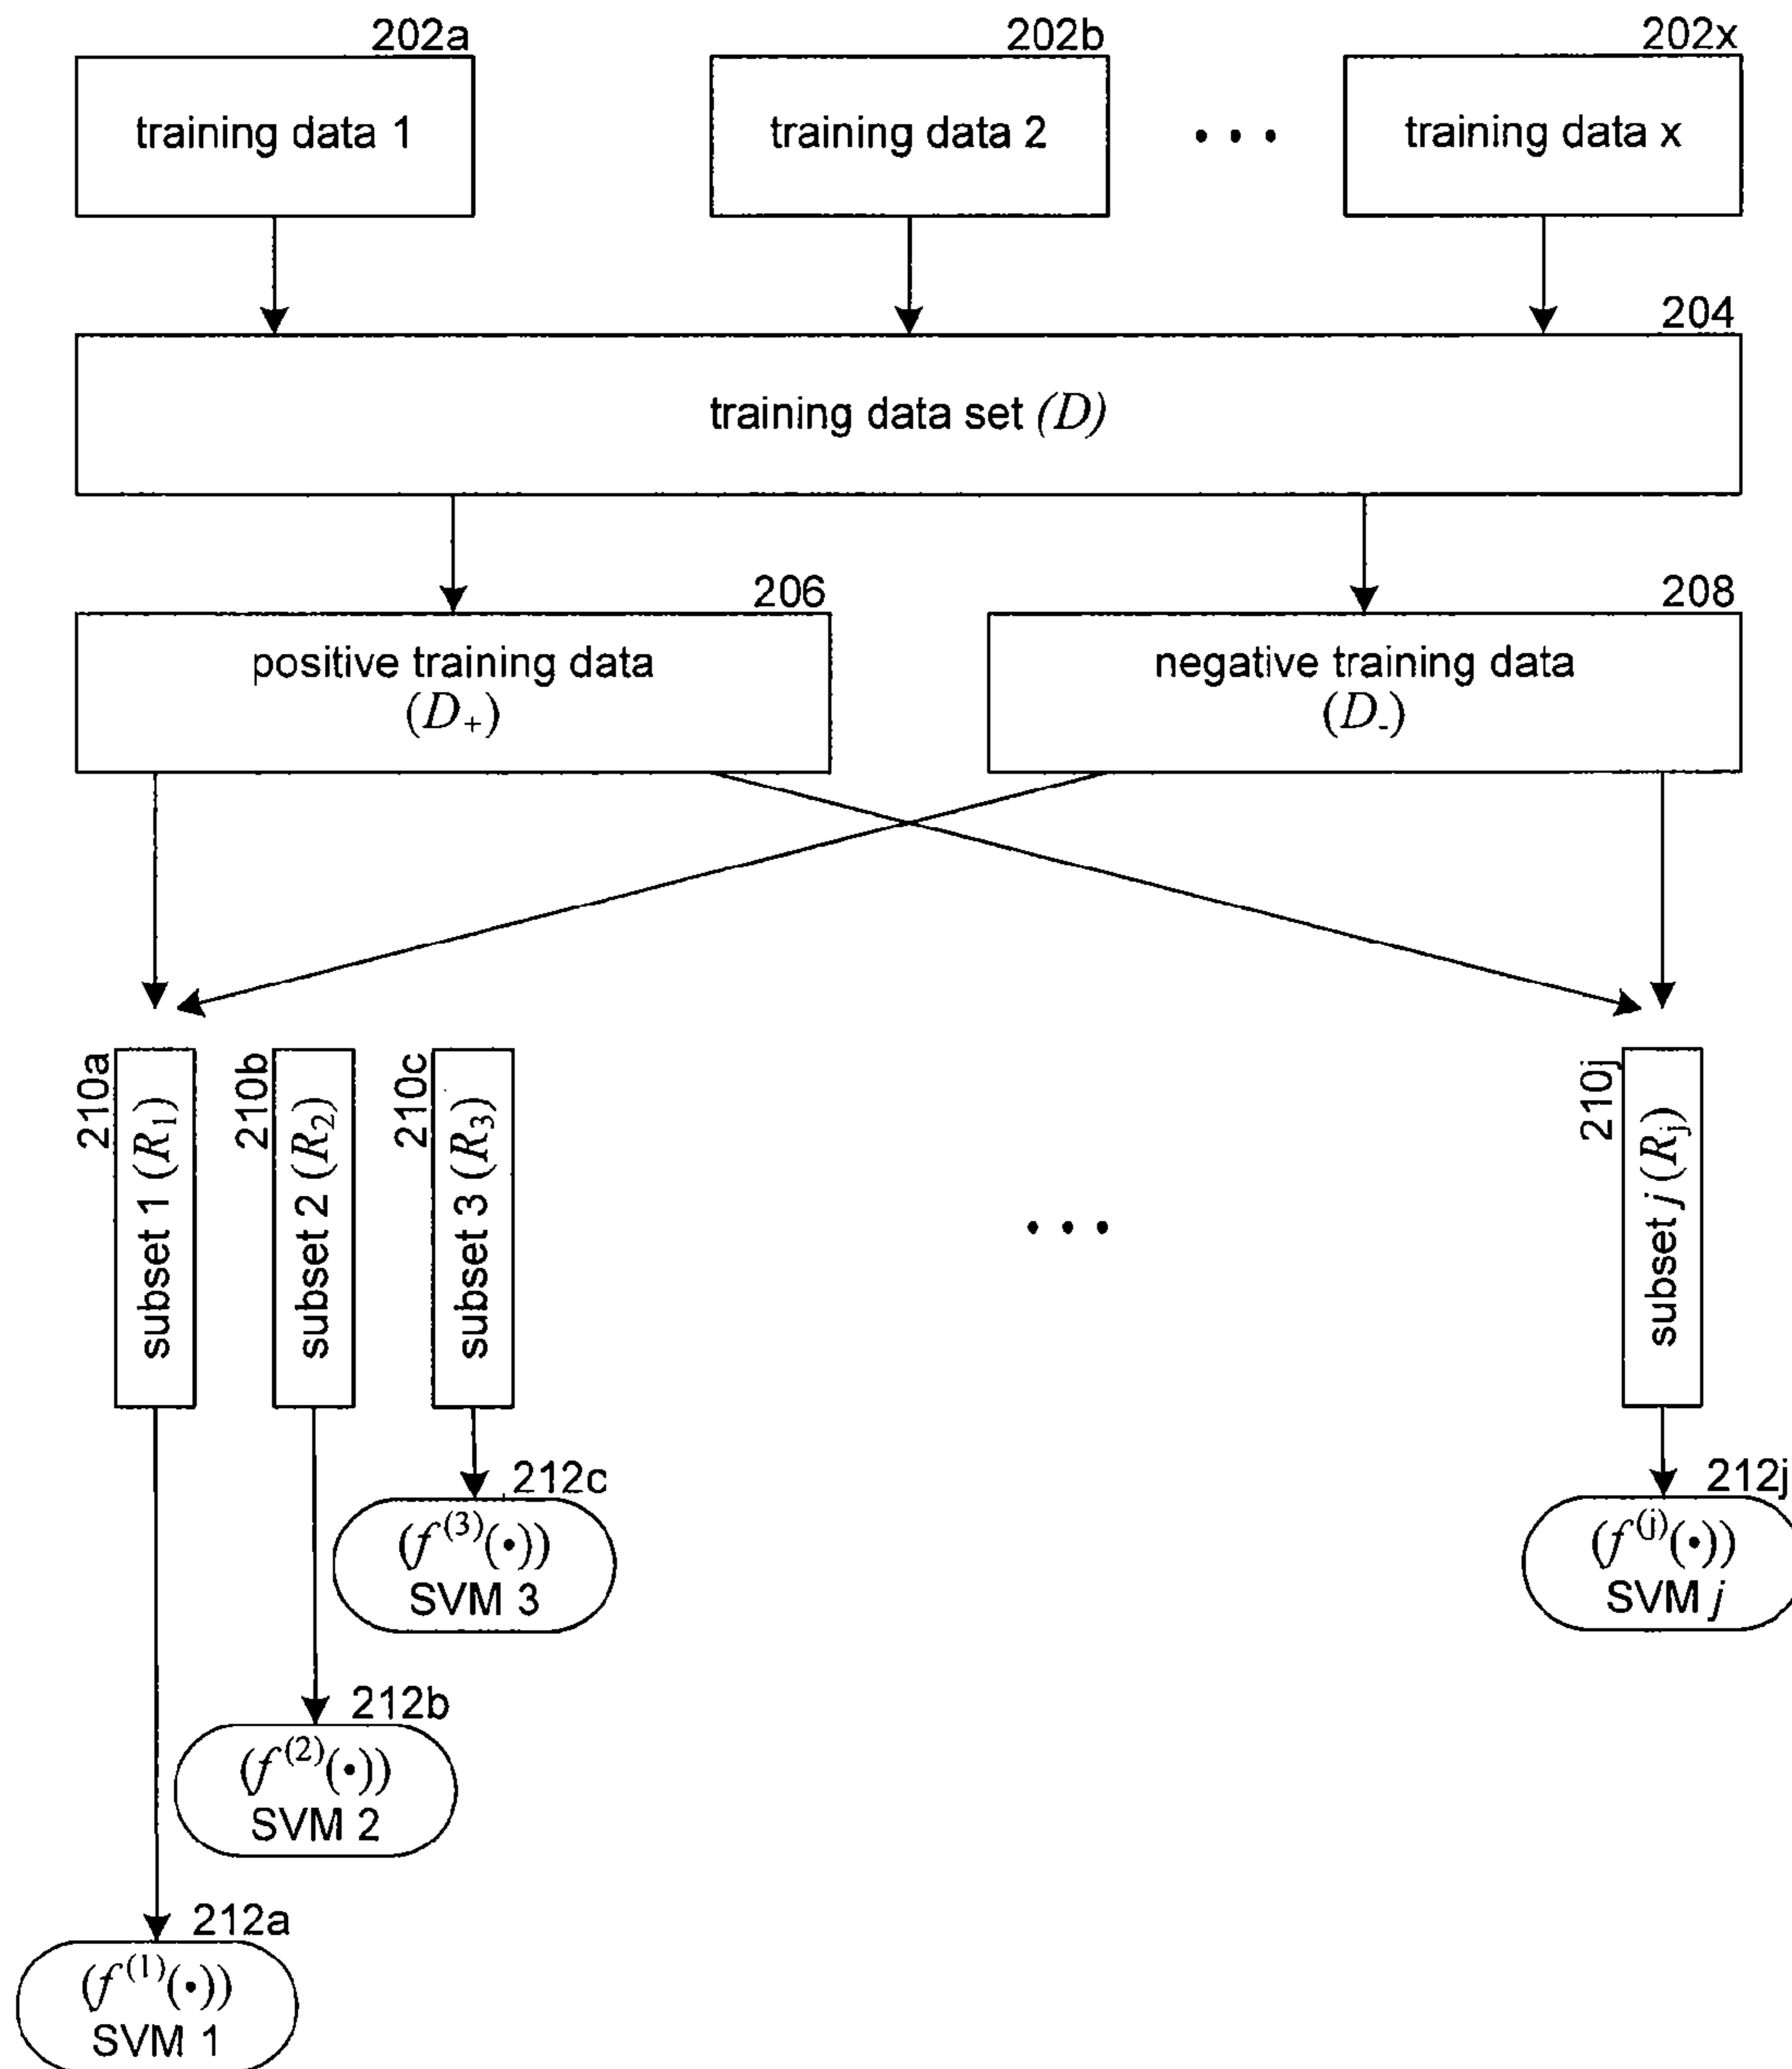 202a
202b
202x
training data 1
training data 2
• • •
training data x
204
training data set (D)
206
208
positive training data
(D+)
negative training data
(D-)
210a
subset 1 (R1)
210b
subset 2 (R2)
210c
subset 3 (R3)
• • •
210j
subset j (Rj)
212c
(f^(3)(•))
SVM 3
212j
(f^(j)(•))
SVM j
212b
(f^(2)(•))
SVM 2
212a
(f^(1)(•))
SVM 1